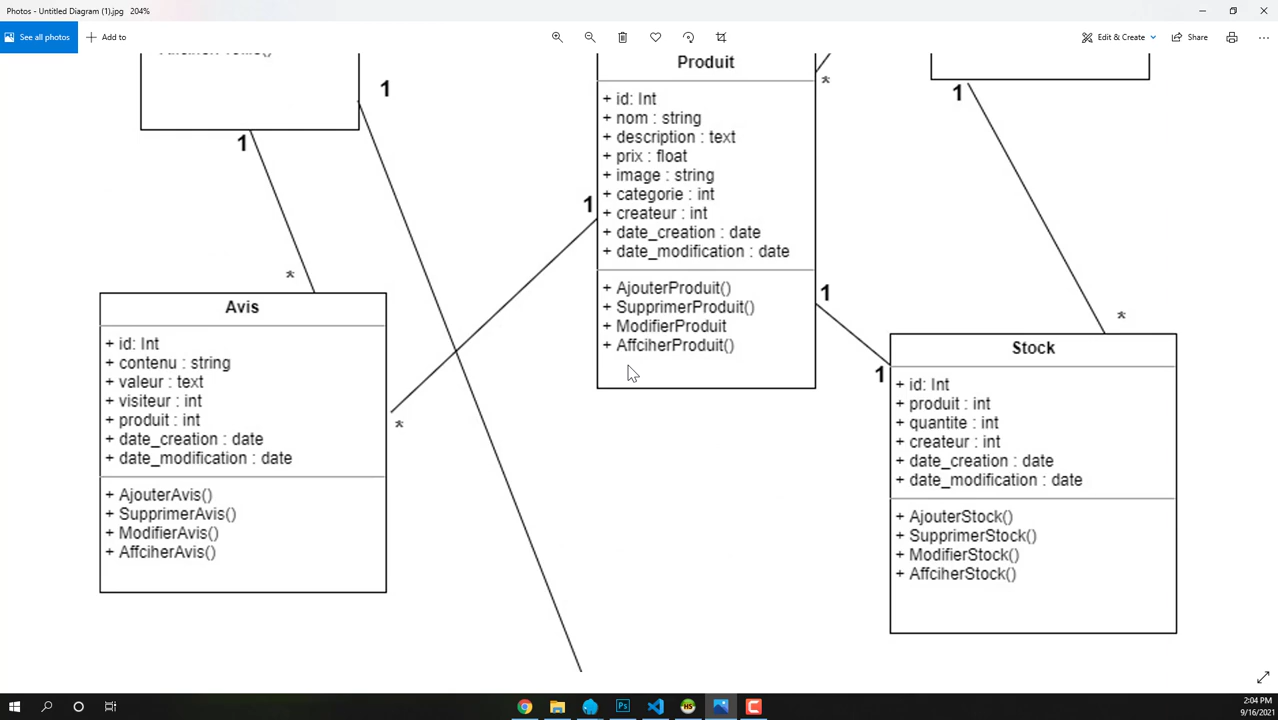 Photos - Untitled Diagram (1).jpg 204%
See all photos
Add to
Edit & Create
Share
1
1
*
Avis
+ id: Int
+ contenu : string
+ valeur : text
+ visiteur : int
+ produit : int
+ date_creation : date
+ date_modification : date
+ AjouterAvis()
+ SupprimerAvis()
+ ModifierAvis()
+ AffciherAvis()
Produit
*
+ id: Int
+ nom : string
+ description : text
+ prix : float
+ image : string
+ categorie : int
+ createur : int
+ date_creation : date
+ date_modification : date
+ AjouterProduit()
+ SupprimerProduit()
+ ModifierProduit
+ AffciherProduit()
1
*
1
1
1
*
Stock
+ id: Int
+ produit : int
+ quantite : int
+ createur : int
+ date_creation : date
+ date_modification : date
+ AjouterStock()
+ SupprimerStock()
+ ModifierStock()
+ AffciherStock()
Ps
HS
2:04 PM
9/16/2021